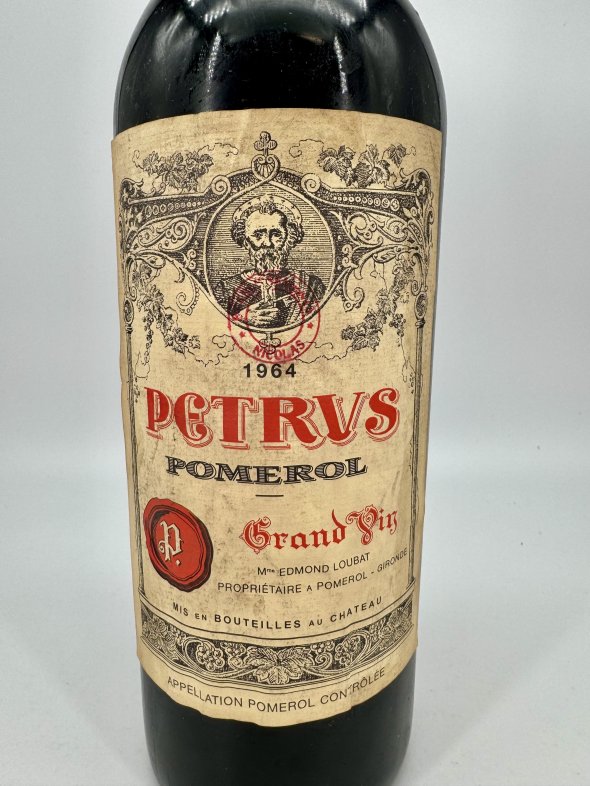 NICOLAS
1964
PETRVS
POMEROL
Grand Vin
P.
Mme EDMOND LOUBAT
PROPRIÉTAIRE A POMEROL - GIRONDE
MIS EN BOUTEILLES AU CHATEAU
APPELLATION POMEROL CONTRÔLÉE